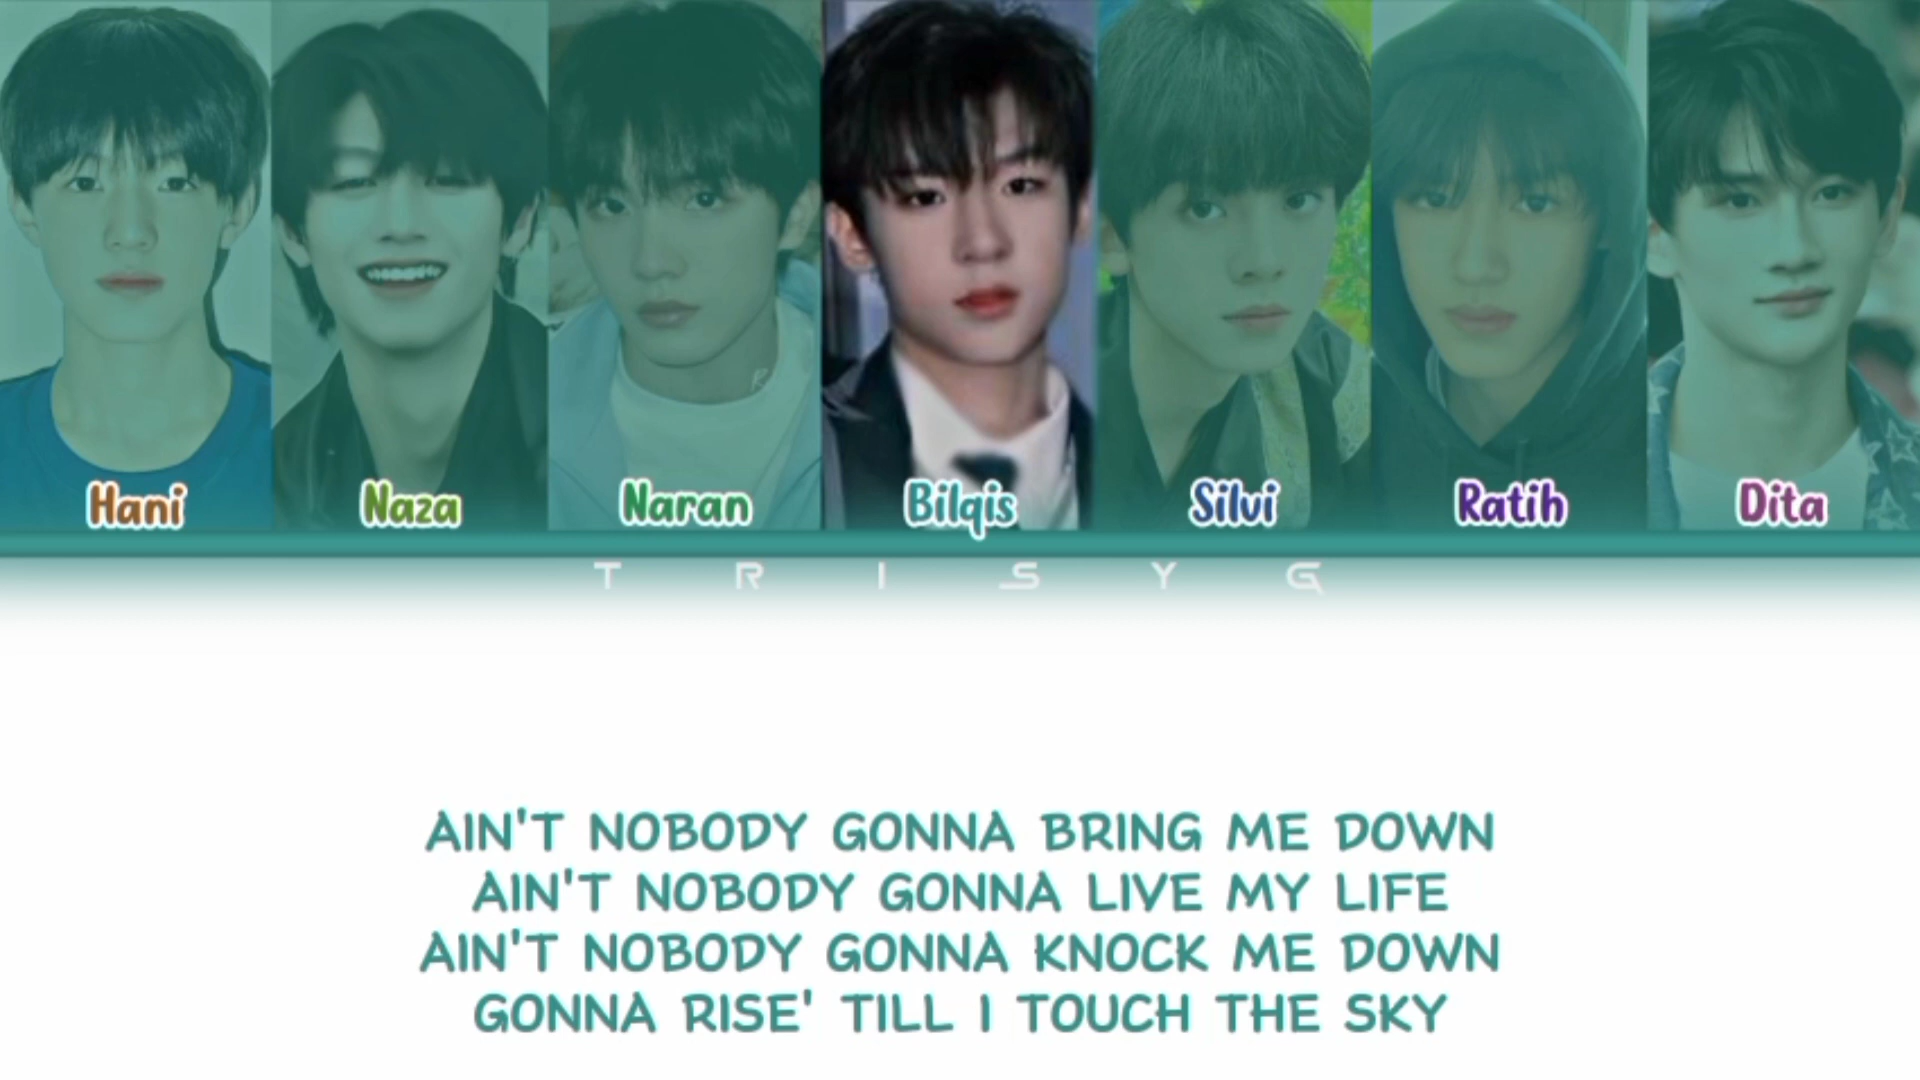 Hani Naza Naran Bilqis Silvi Ratih Dita
TRISYG
AIN'T NOBODY GONNA BRING ME DOWN
AIN'T NOBODY GONNA LIVE MY LIFE
AIN'T NOBODY GONNA KNOCK ME DOWN
GONNA RISE' TILL I TOUCH THE SKY